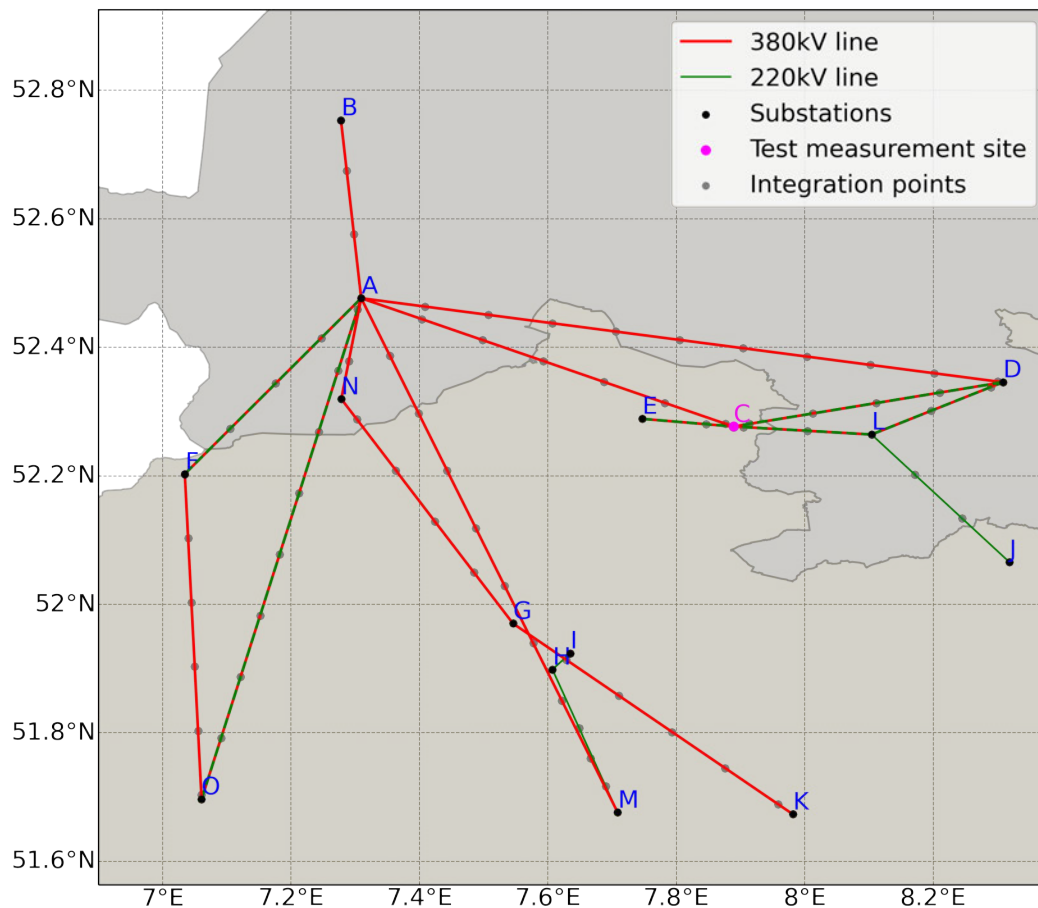 380kV line
220kV line
Substations
Test measurement site
Integration points
52.8°N
52.6°N
52.4°N
52.2°N
52°N
51.8°N
51.6°N
B
A
D
N
E
C
L
F
J
G
I
H
O
M
K
7°E
7.2°E
7.4°E
7.6°E
7.8°E
8°E
8.2°E